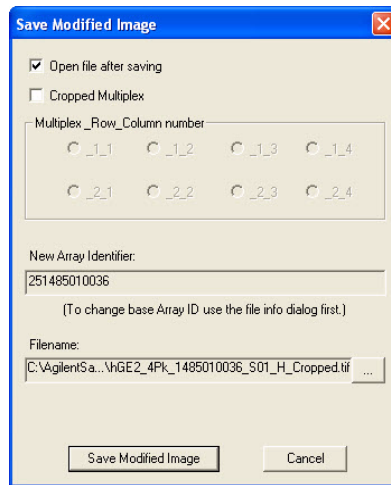 Save Modified Image
Open file after saving
Cropped Multiplex
Multiplex _Row_Column number
_1_1 _1_2 _1_3 _1_4
_2_1 _2_2 _2_3 _2_4
New Array Identifier:
251485010036
(To change base Array ID use the file info dialog first.)
Filename:
C:\AgilentSa...\hGE2_4Pk_1485010036_S01_H_Cropped.tif ...
Save Modified Image Cancel